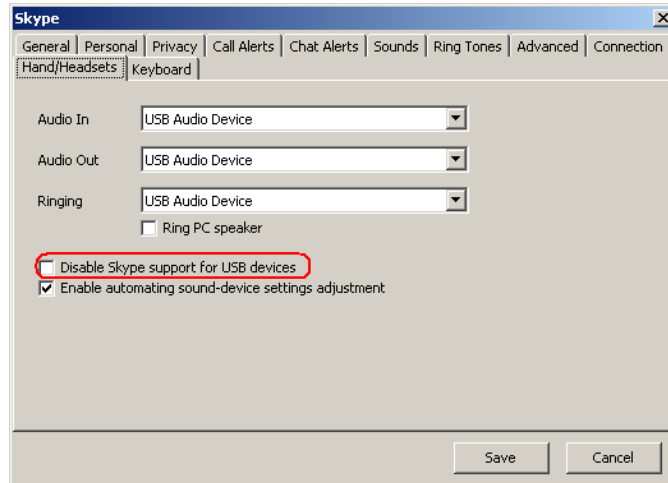 Skype
General Personal Privacy Call Alerts Chat Alerts Sounds Ring Tones Advanced Connection
Hand/Headsets Keyboard
Audio In USB Audio Device
Audio Out USB Audio Device
Ringing USB Audio Device
Ring PC speaker
Disable Skype support for USB devices
Enable automating sound-device settings adjustment
Save Cancel